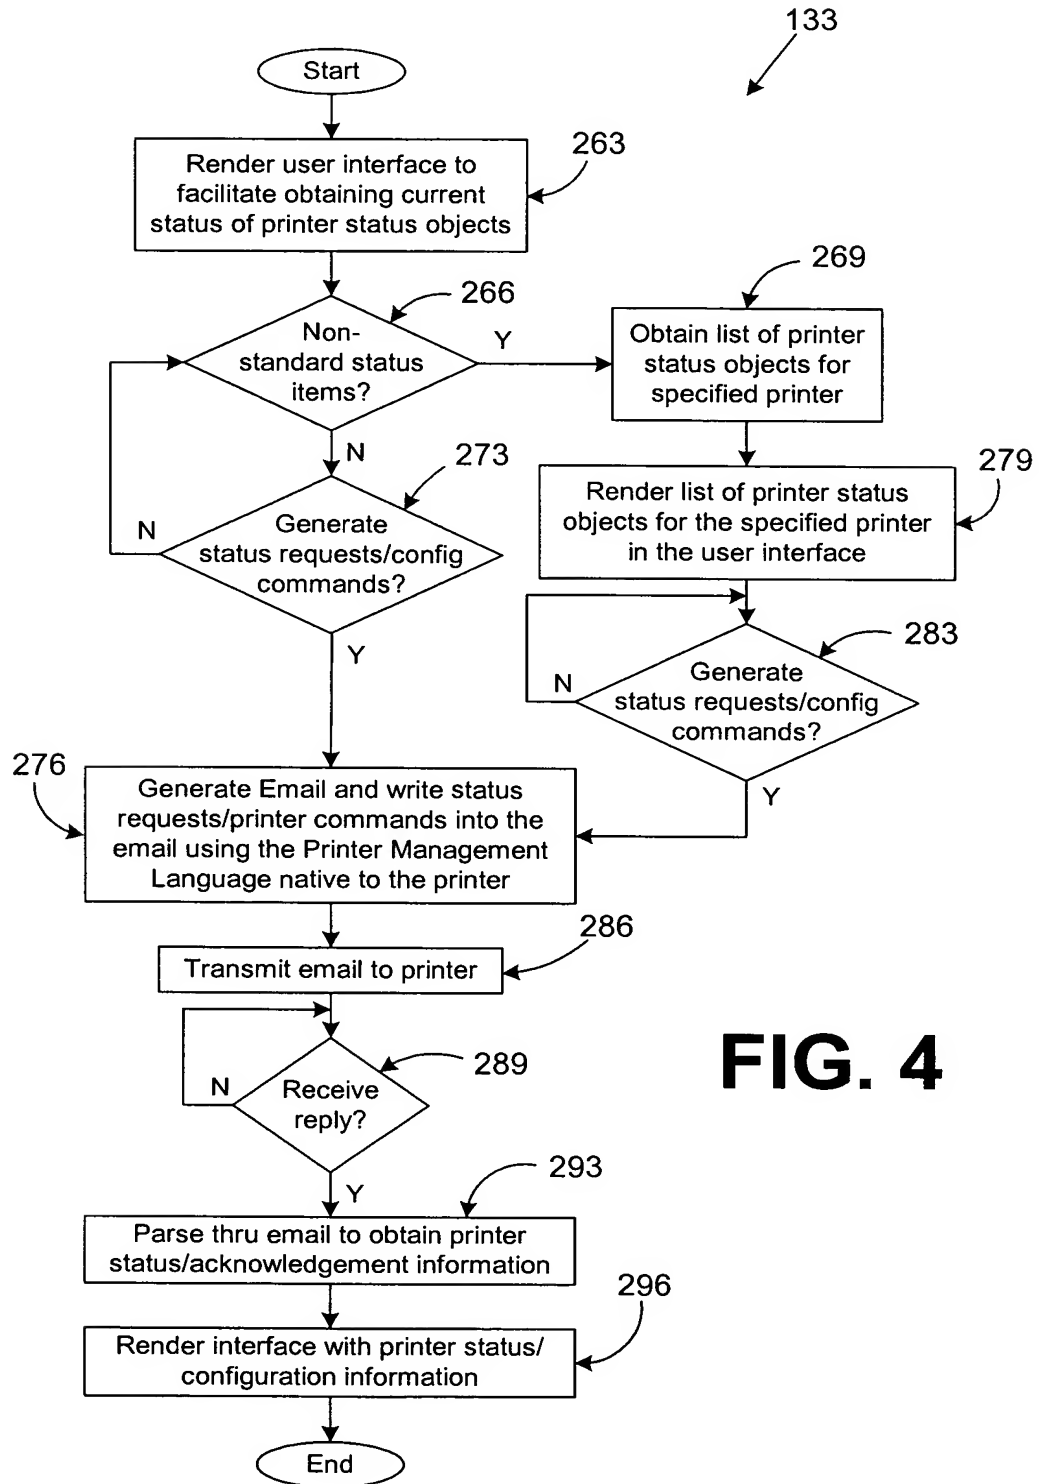 133
Start
263
Render user interface to
facilitate obtaining current
status of printer status objects
266
269
Non-
standard status
items?
Y
Obtain list of printer
status objects for
specified printer
N
273
279
Render list of printer status
objects for the specified printer
in the user interface
N
Generate
status requests/config
commands?
Y
283
N
Generate
status requests/config
commands?
Y
276
Generate Email and write status
requests/printer commands into the
email using the Printer Management
Language native to the printer
286
Transmit email to printer
289
N
Receive
reply?
Y
FIG. 4
293
Parse thru email to obtain printer
status/acknowledgement information
296
Render interface with printer status/
configuration information
End